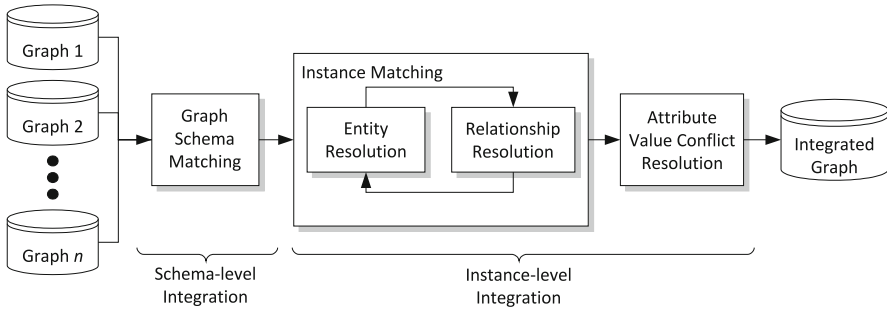 Graph 1
Graph 2
Graph n
Graph
Schema
Matching
Instance Matching
Entity
Resolution
Relationship
Resolution
Attribute
Value Conflict
Resolution
Integrated
Graph
Schema-level
Integration
Instance-level
Integration